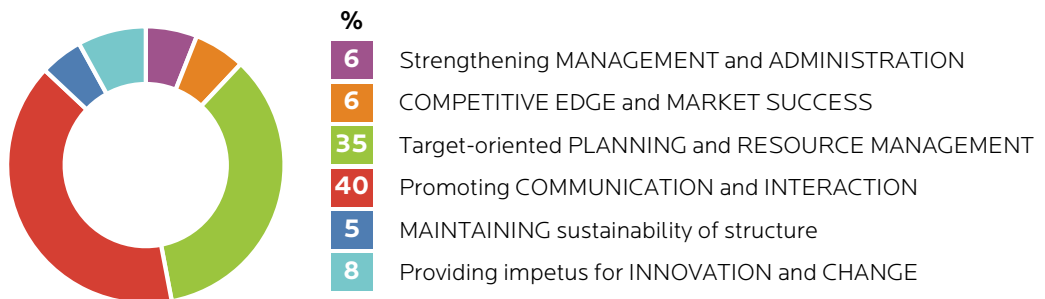 %
6 Strengthening MANAGEMENT and ADMINISTRATION
6 COMPETITIVE EDGE and MARKET SUCCESS
35 Target-oriented PLANNING and RESOURCE MANAGEMENT
40 Promoting COMMUNICATION and INTERACTION
5 MAINTAINING sustainability of structure
8 Providing impetus for INNOVATION and CHANGE